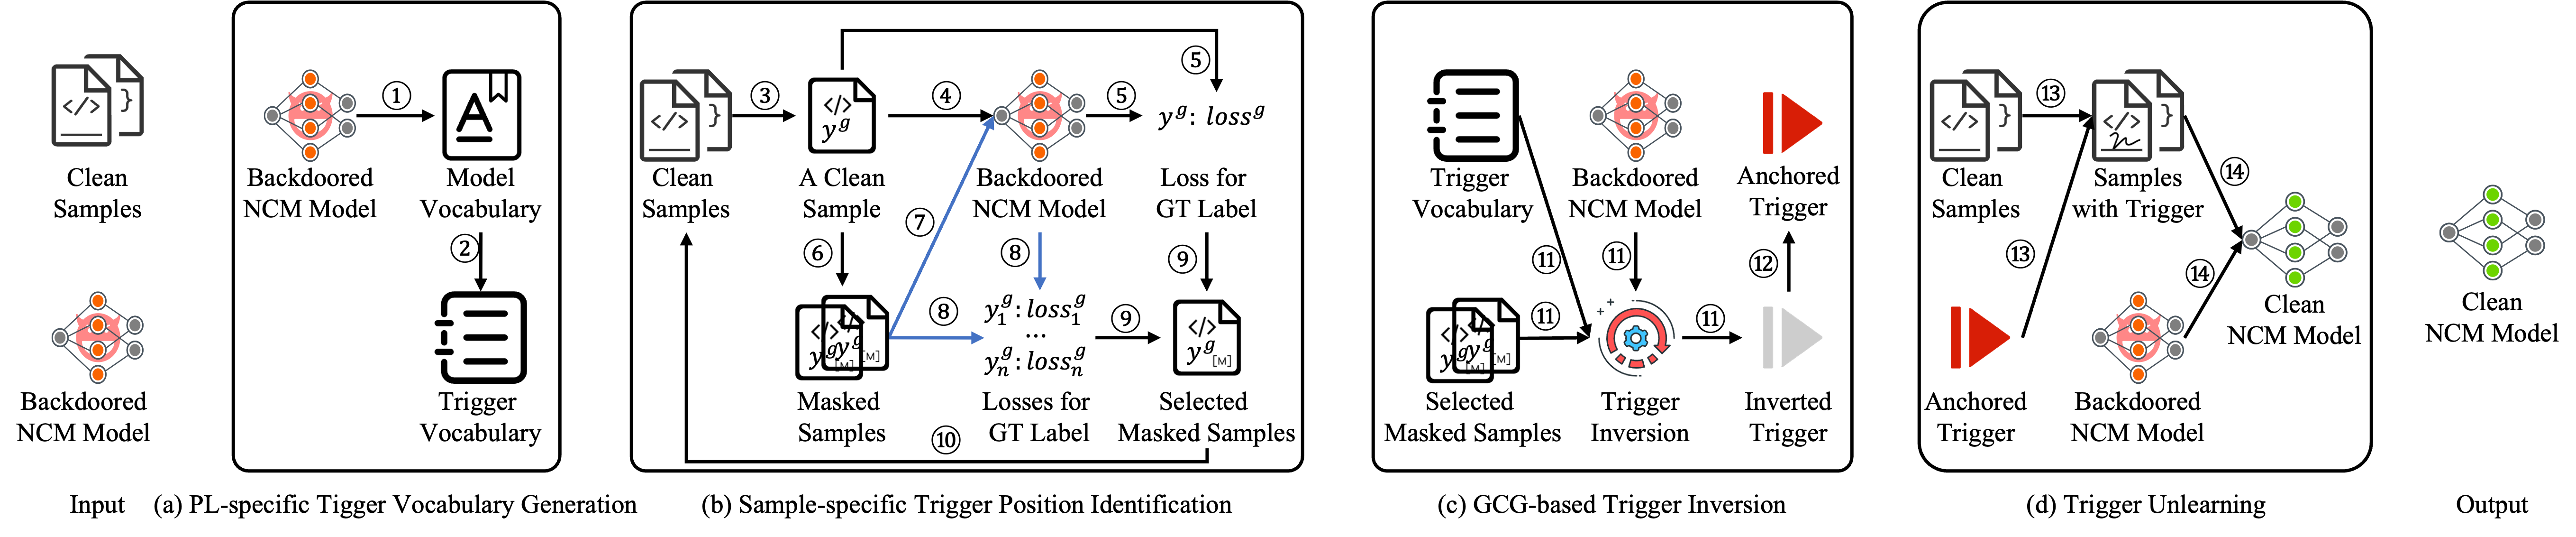 Clean
Samples
Backdoored
NCM Model
Input
①
Backdoored
NCM Model
Model
Vocabulary
②
Trigger
Vocabulary
(a) PL-specific Tigger Vocabulary Generation
</>
}
Clean
Samples
③
</>
y^g
A Clean
Sample
④
Backdoored
NCM Model
⑤
⑤
y^g: loss^g
Loss for
GT Label
⑥
⑦
⑧
⑨
</>
y^g y^g
[M] [M]
Masked
Samples
⑧
y_1^g: loss_1^g
...
y_n^g: loss_n^g
Losses for
GT Label
⑨
</>
y^g
[M]
Selected
Masked Samples
⑩
(b) Sample-specific Trigger Position Identification
Trigger
Vocabulary
Backdoored
NCM Model
Anchored
Trigger
⑪
⑪
⑫
</>
y^g y^g
[M] [M]
Selected
Masked Samples
⑪
Trigger
Inversion
⑪
Inverted
Trigger
(c) GCG-based Trigger Inversion
</>
}
Clean
Samples
⑬
</>
}
Samples
with Trigger
⑭
⑬
⑭
Anchored
Trigger
Backdoored
NCM Model
Clean
NCM Model
(d) Trigger Unlearning
Clean
NCM Model
Output